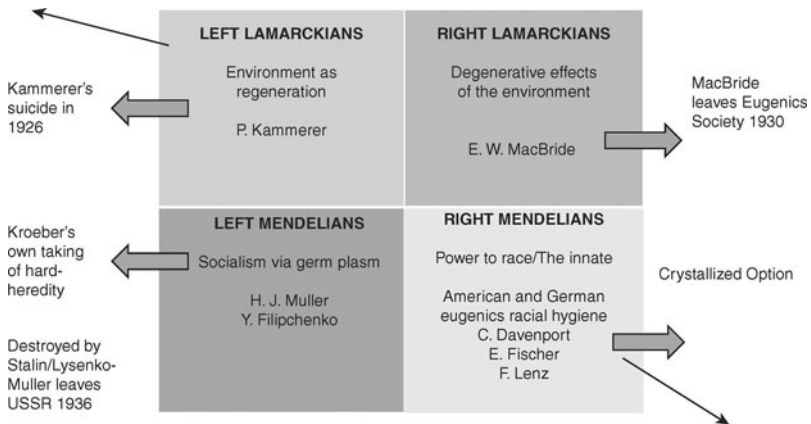 LEFT LAMARCKIANS
Environment as
regeneration
P. Kammerer
RIGHT LAMARCKIANS
Degenerative effects
of the environment
E. W. MacBride
Kammerer's
suicide in
1926
MacBride
leaves Eugenics
Society 1930
LEFT MENDELIANS
Socialism via germ plasm
H. J. Muller
Y. Filipchenko
RIGHT MENDELIANS
Power to race/The innate
American and German
eugenics racial hygiene
C. Davenport
E. Fischer
F. Lenz
Kroeber's
own taking
of hard-
heredity
Destroyed by
Stalin/Lysenko-
Muller leaves
USSR 1936
Crystallized Option